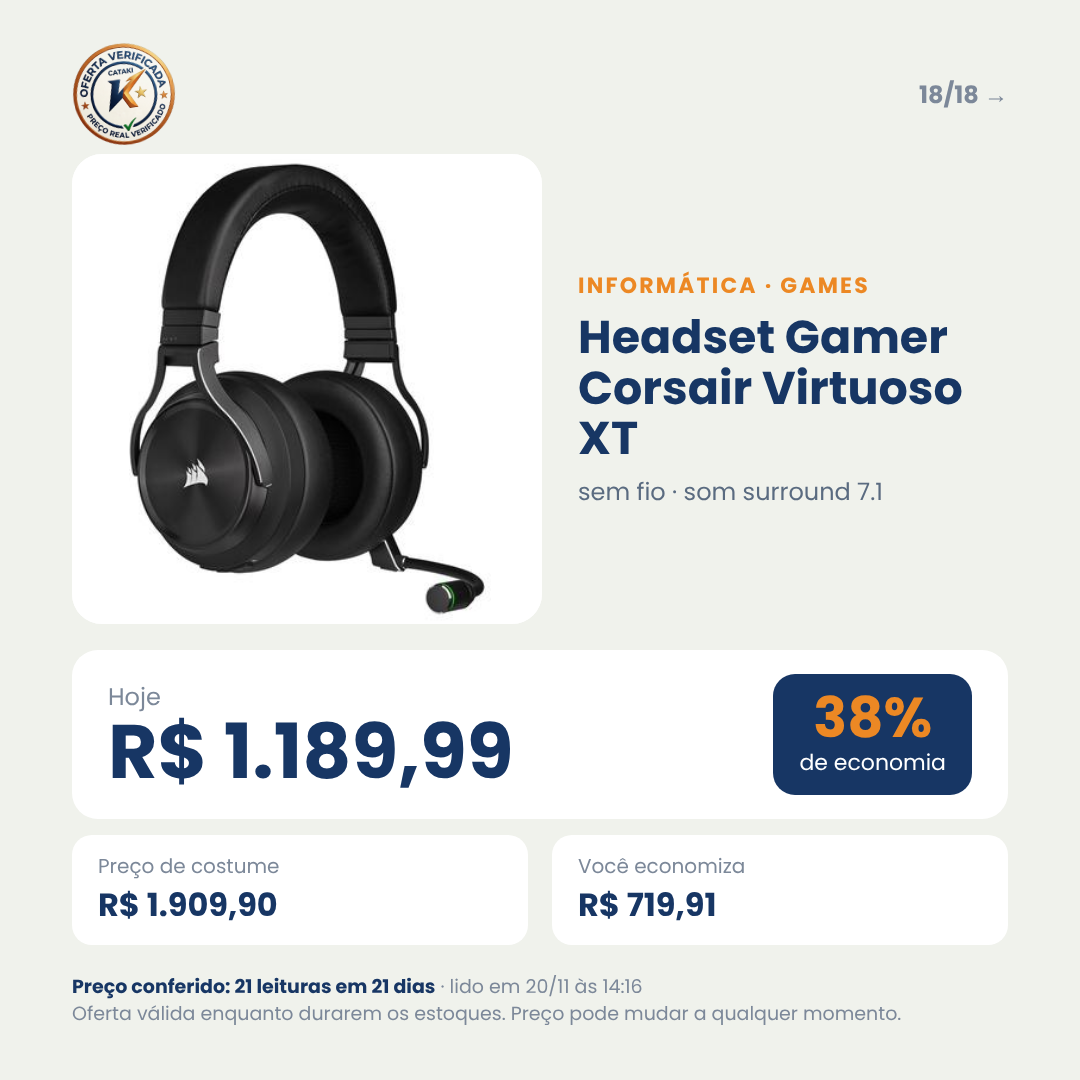 OFERTA VERIFICADA
CATAKI
K
PREÇO REAL VERIFICADO
18/18 →
INFORMÁTICA · GAMES
Headset Gamer
Corsair Virtuoso
XT
sem fio · som surround 7.1
Hoje
R$ 1.189,99
38%
de economia
Preço de costume
R$ 1.909,90
Você economiza
R$ 719,91
Preço conferido: 21 leituras em 21 dias · lido em 20/11 às 14:16
Oferta válida enquanto durarem os estoques. Preço pode mudar a qualquer momento.